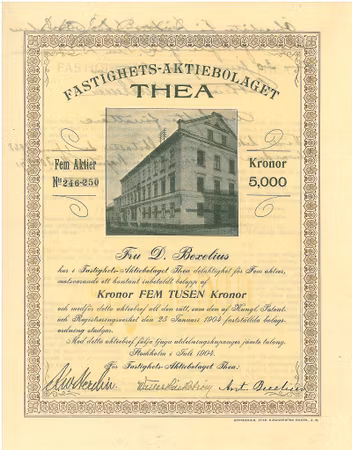 FASTIGHETS-AKTIEBOLAGET
THEA
Fem Aktier
No 246-250
Kronor
5,000
Fru D. Bexelius
har i Fastighets-Aktiebolaget Thea delaktighet för Fem aktier,
motsvarande ett kontant inbetaldt belopp af
Kronor FEM TUSEN Kronor
och medför detta aktiebref all den rätt, som den af Kungl. Patent-
och Registreringsverket den 25 Januari 1904 fastställda bolags-
ordning stadgar.
Med detta aktiebref följa tjugo utdelningskuponger jämte talong.
Stockholm i Juli 1904.
För Fastighets-Aktiebolaget Thea: